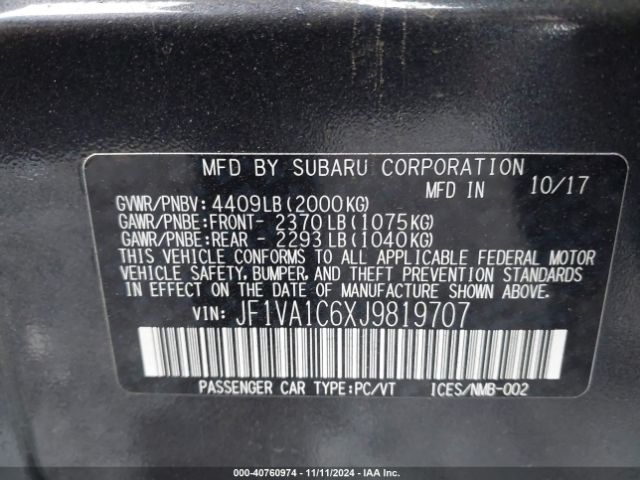 MFD BY SUBARU CORPORATION
MFD IN 10/17
GVWR/PNBV: 4409LB(2000KG)
GAWR/PNBE:FRONT- 2370LB(1075KG)
GAWR/PNBE:REAR - 2293LB(1040KG)
THIS VEHICLE CONFORMS TO ALL APPLICABLE FEDERAL MOTOR
VEHICLE SAFETY, BUMPER, AND THEFT PREVENTION STANDARDS
IN EFFECT ON THE DATE OF MANUFACTURE SHOWN ABOVE.
VIN: JF1VA1C6XJ9819707
PASSENGER CAR TYPE:PC/VT ICES/NMB-002
© - 40760974 - 11/11/2024 - IAA Holdings, LLC.